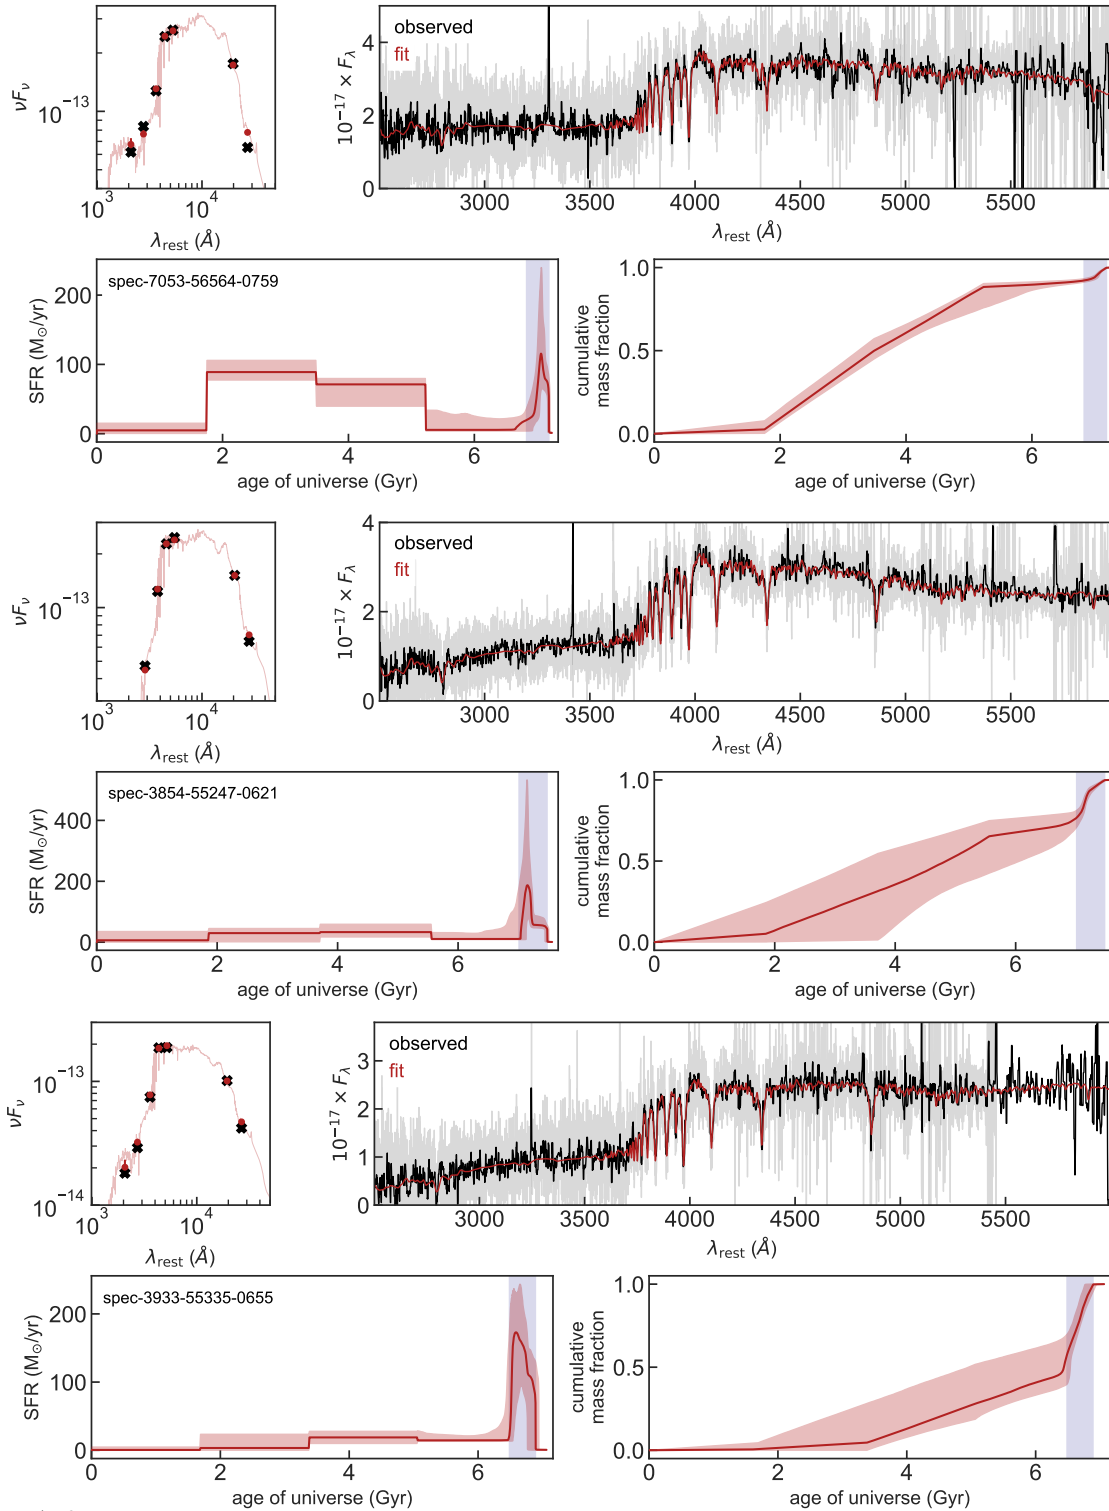 νFν
10⁻¹³
10³
10⁴
λrest (Å)
10⁻¹⁷ × Fλ
4
2
0
observed
fit
3000
3500
4000
4500
5000
5500
λrest (Å)
SFR (M⊙/yr)
200
100
0
spec-7053-56564-0759
0
2
4
6
age of universe (Gyr)
cumulative
mass fraction
1.0
0.5
0.0
0
2
4
6
age of universe (Gyr)
νFν
10⁻¹³
10³
10⁴
λrest (Å)
10⁻¹⁷ × Fλ
4
2
0
observed
fit
3000
3500
4000
4500
5000
5500
λrest (Å)
SFR (M⊙/yr)
400
200
0
spec-3854-55247-0621
0
2
4
6
age of universe (Gyr)
cumulative
mass fraction
1.0
0.5
0.0
0
2
4
6
age of universe (Gyr)
νFν
10⁻¹³
10⁻¹⁴
10³
10⁴
λrest (Å)
10⁻¹⁷ × Fλ
3
2
1
0
observed
fit
3000
3500
4000
4500
5000
5500
λrest (Å)
SFR (M⊙/yr)
200
100
0
spec-3933-55335-0655
0
2
4
6
age of universe (Gyr)
cumulative
mass fraction
1.0
0.5
0.0
0
2
4
6
age of universe (Gyr)